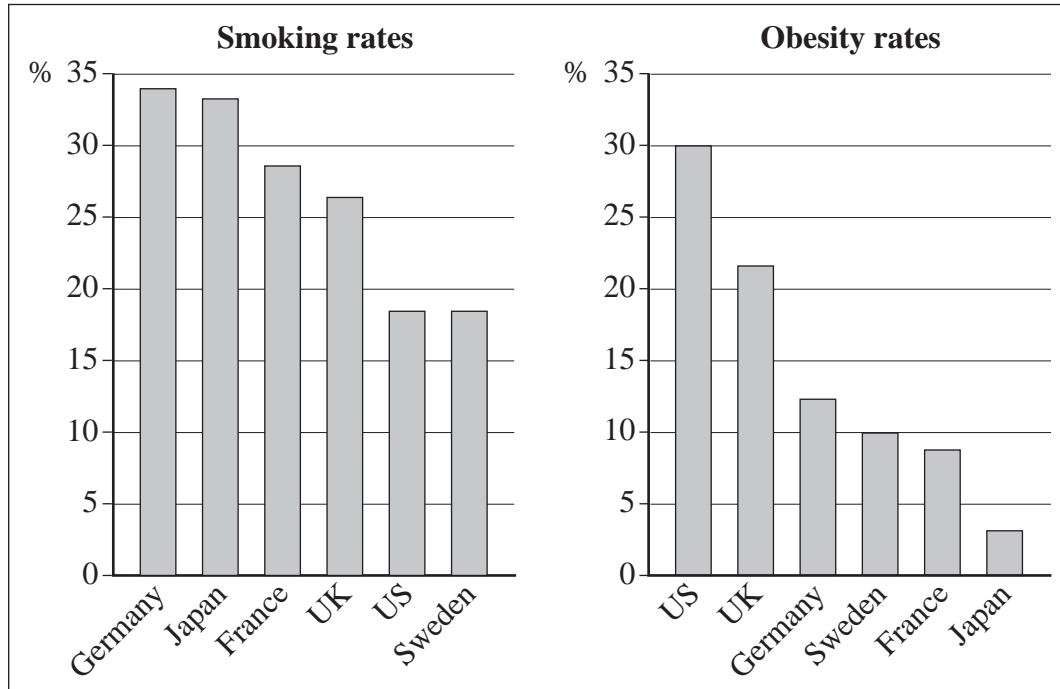 Smoking rates
%
35
30
25
20
15
10
5
0
Germany
Japan
France
UK
US
Sweden
Obesity rates
%
35
30
25
20
15
10
5
0
US
UK
Germany
Sweden
France
Japan